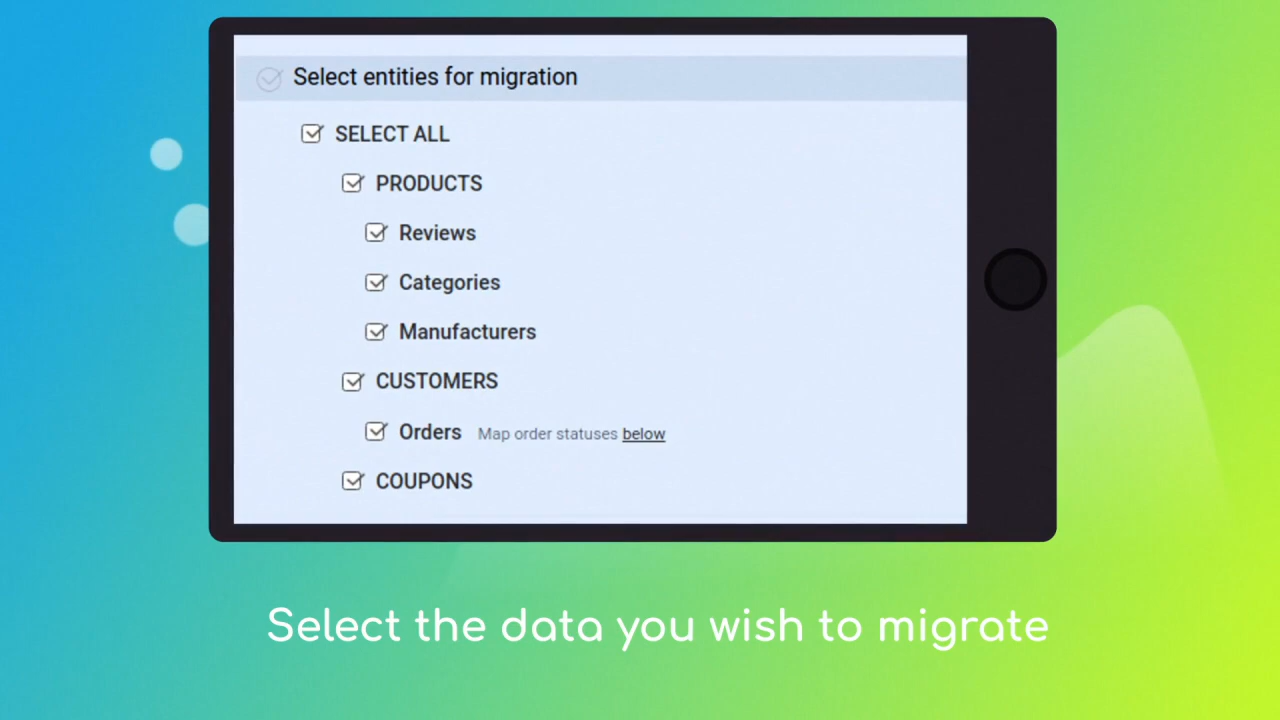 Select entities for migration
SELECT ALL
PRODUCTS
Reviews
Categories
Manufacturers
CUSTOMERS
Orders Map order statuses below
COUPONS
Select the data you wish to migrate